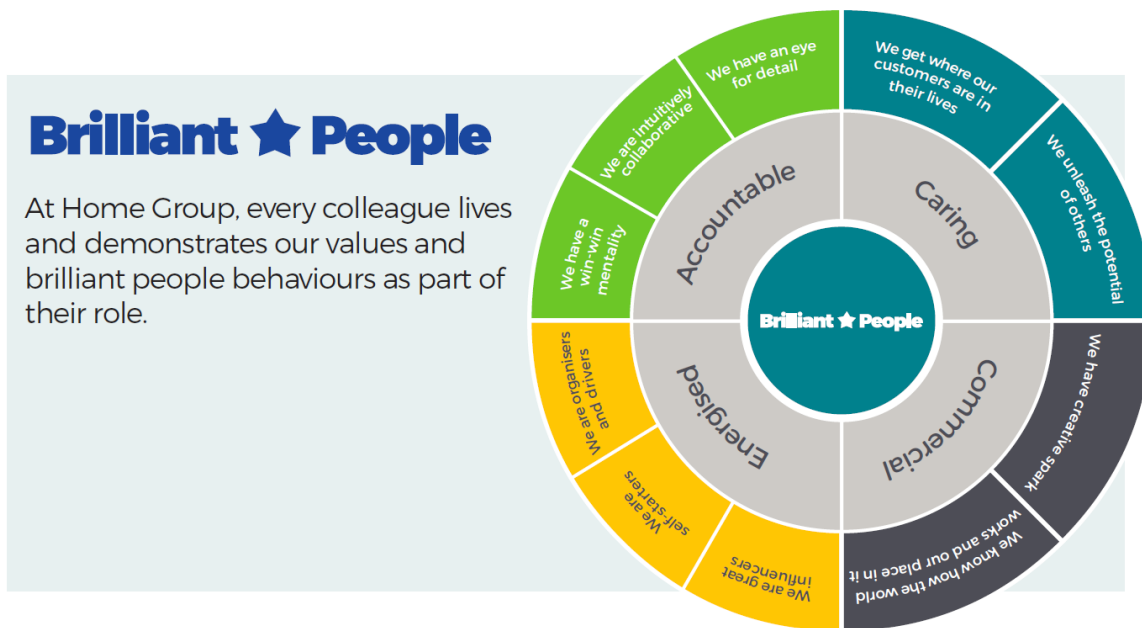 Brilliant People
At Home Group, every colleague lives
and demonstrates our values and
brilliant people behaviours as part of
their role.
We have an eye
for detail
We are intuitively
collaborative
We have a
win-win
mentality
Accountable
We get where our
customers are in
their lives
We unleash the potential
of others
Caring
Brilliant People
We have creative spark
We know how the world
works and our place in it
Commercial
We are great
influencers
We are
self-starters
We are organisers
and drivers
Energised